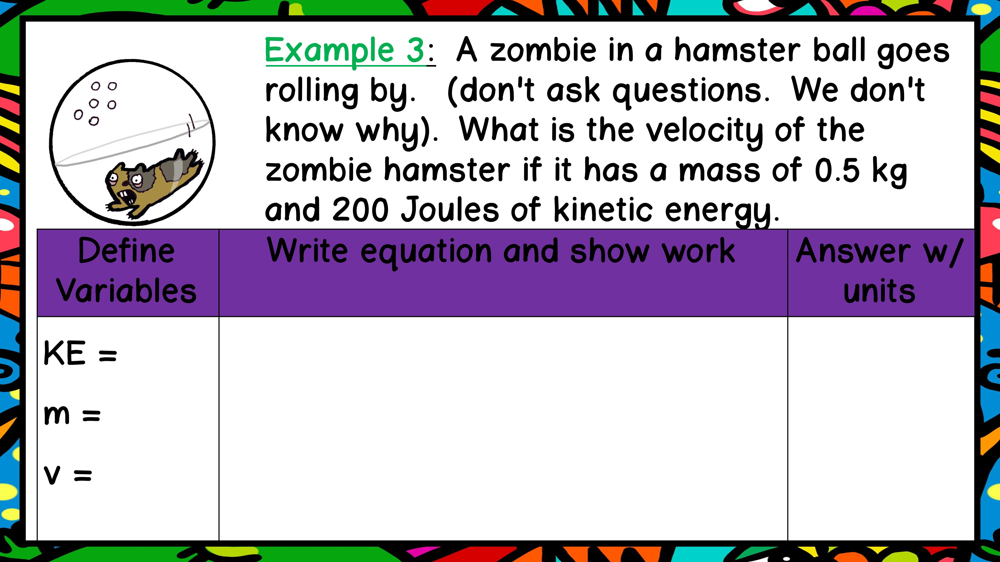 Example 3: A zombie in a hamster ball goes
rolling by. (don't ask questions. We don't
know why). What is the velocity of the
zombie hamster if it has a mass of 0.5 kg
and 200 Joules of kinetic energy.
Define
Variables
Write equation and show work
Answer w/
units
KE =
m =
v =